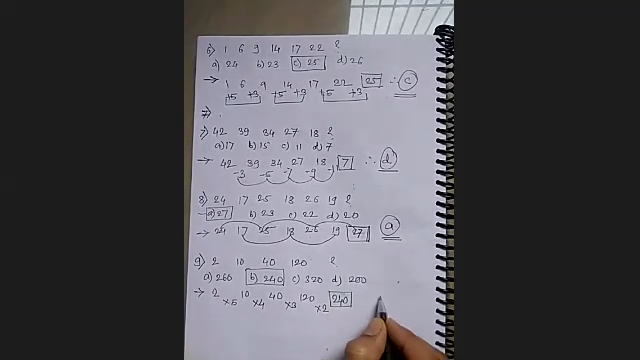 6) 1 6 9 14 17 22 ?
a) 24 b) 23 c) 25 d) 26
→ 1 6 9 14 17 22 25 ∴ c
+5 +3 +5 +3 +5 +3
7) .
7) 42 39 34 27 18 ?
a) 17 b) 15 c) 11 d) 7
→ 42 39 34 27 18 7 ∴ d
-3 -5 -7 -9
8) 24 17 25 18 26 19 ?
a) 27 b) 23 c) 22 d) 20
→ 24 17 25 18 26 19 27 a
9) 2 10 40 120 ?
a) 260 b) 240 c) 320 d) 200
→ 2 10 40 120 240
×5 ×4 ×3 ×2